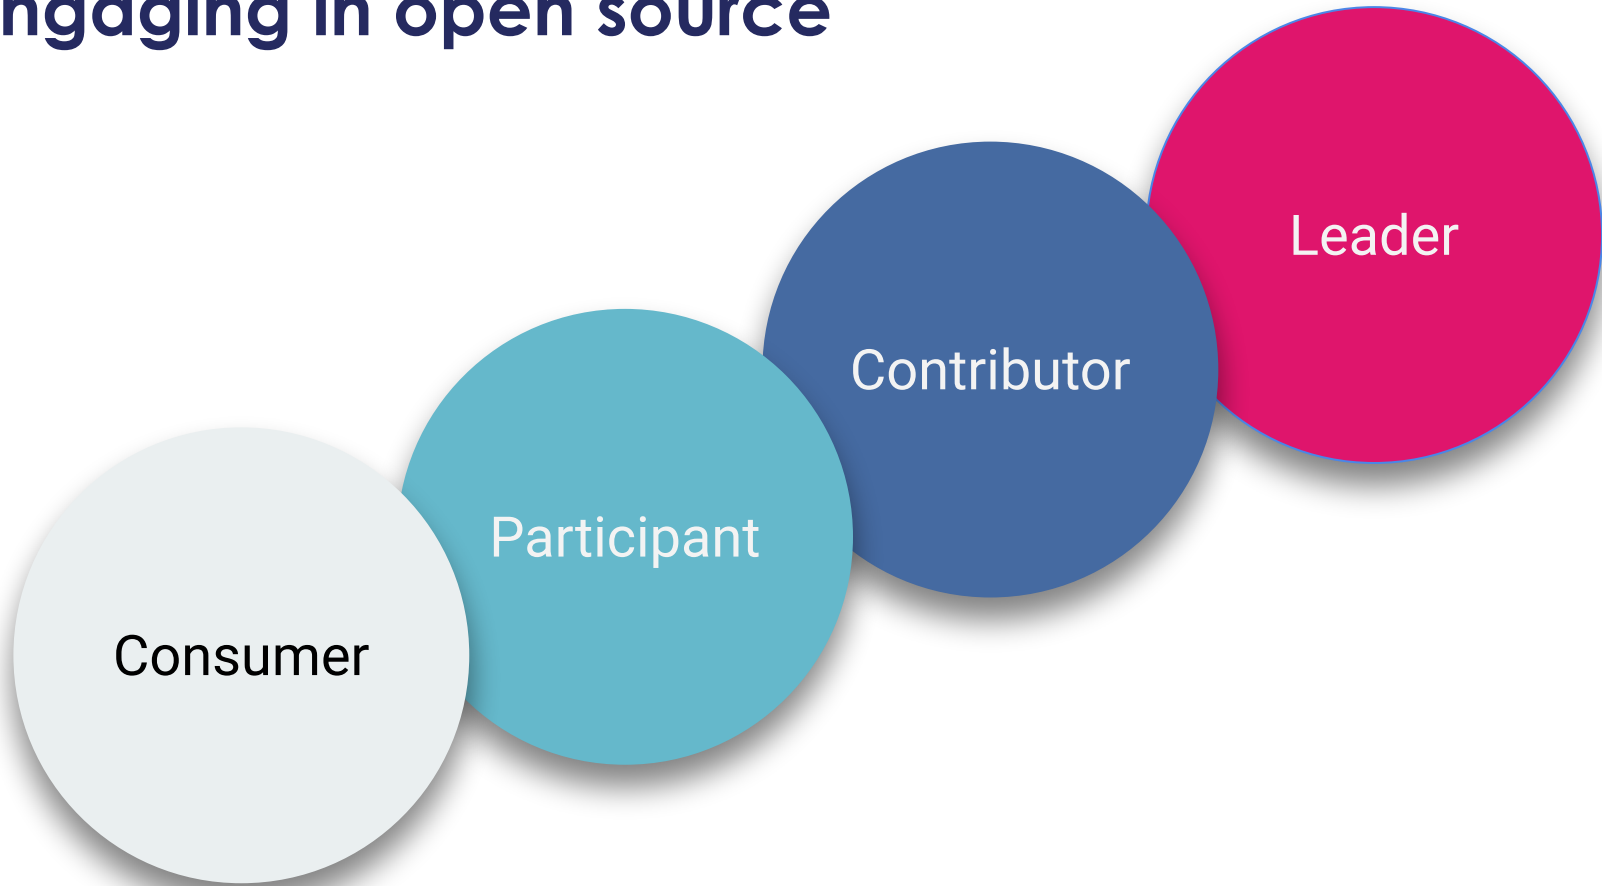 ngaging in open source
Leader
Contributor
Participant
Consumer